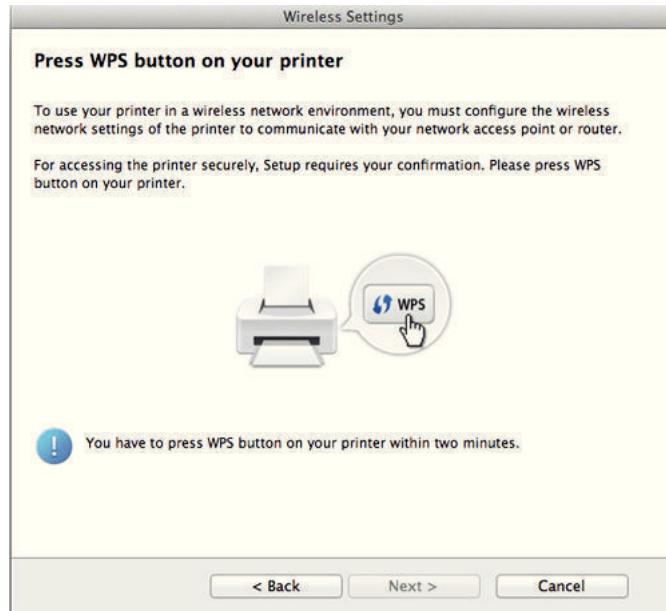 Wireless Settings
Press WPS button on your printer
To use your printer in a wireless network environment, you must configure the wireless
network settings of the printer to communicate with your network access point or router.
For accessing the printer securely, Setup requires your confirmation. Please press WPS
button on your printer.
WPS
You have to press WPS button on your printer within two minutes.
< Back
Next >
Cancel